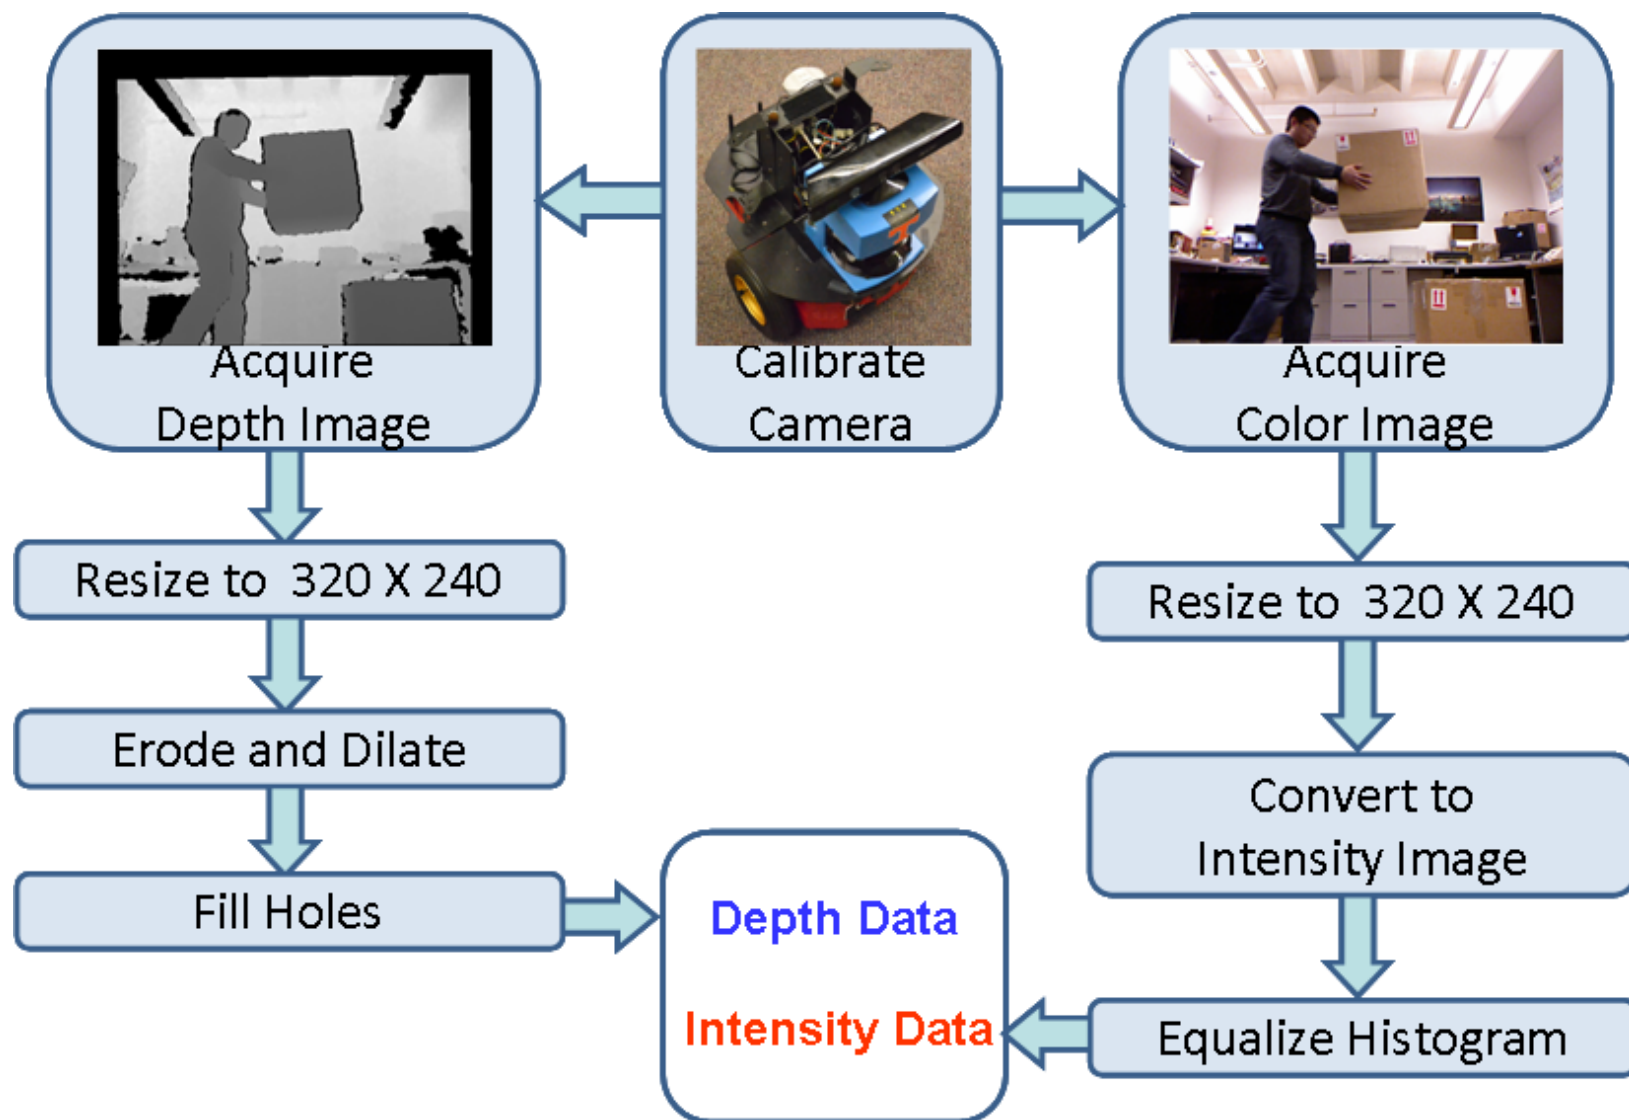 Acquire
Depth Image
Calibrate
Camera
Acquire
Color Image
Resize to 320 X 240
Erode and Dilate
Fill Holes
Resize to 320 X 240
Convert to
Intensity Image
Equalize Histogram
Depth Data
Intensity Data